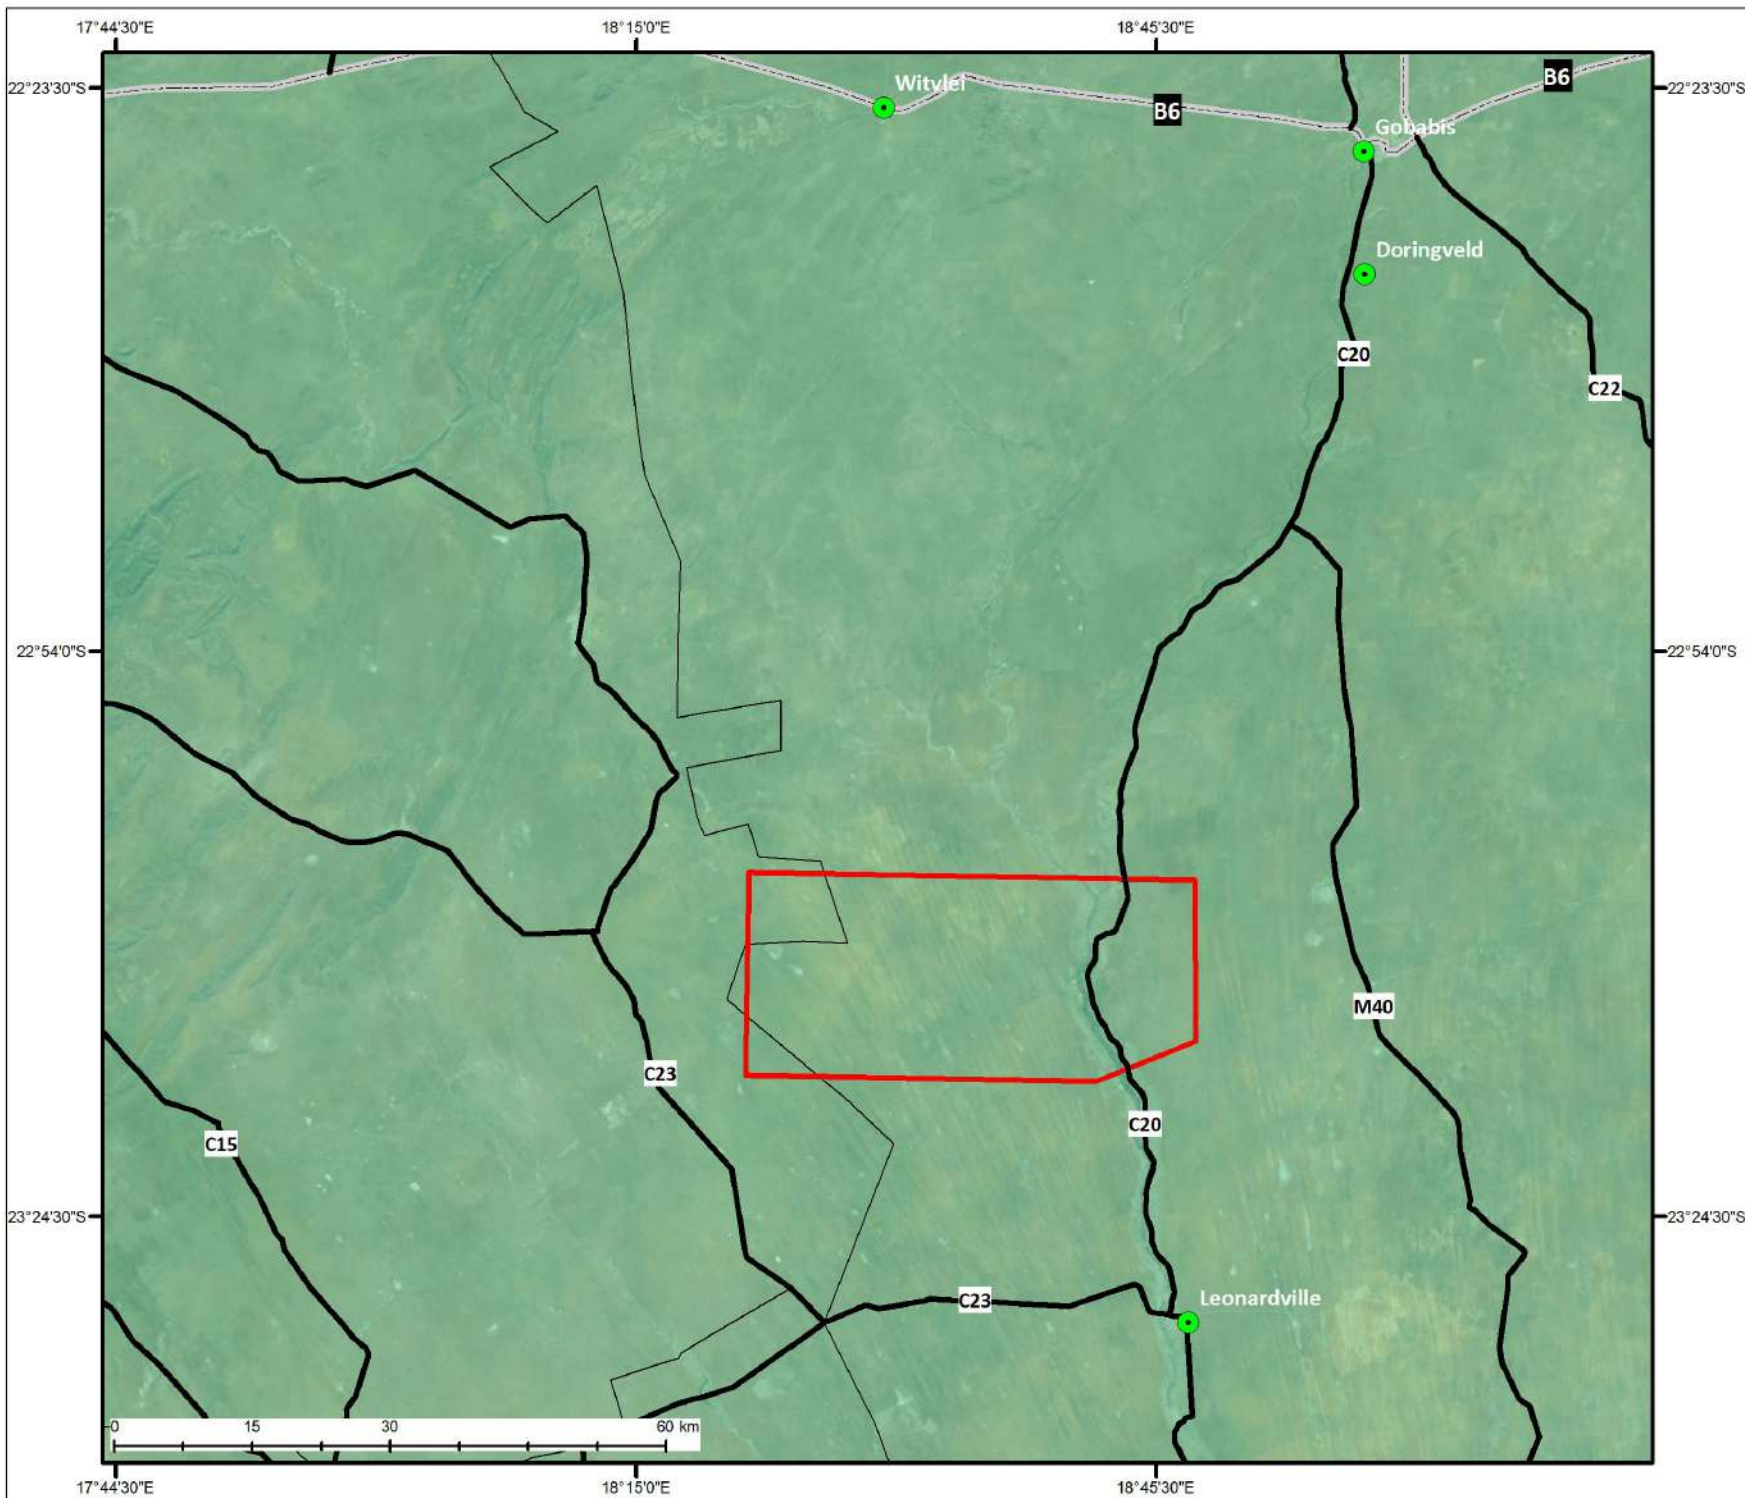 17°44'30"E 18°15'0"E 18°45'30"E
22°23'30"S 22°23'30"S
Witvlei
B6
B6
Gobabis
Doringveld
C20
C22
22°54'0"S 22°54'0"S
M40
C23
C15
C20
23°24'30"S 23°24'30"S
C23
Leonardville
0 15 30 60 km
17°44'30"E 18°15'0"E 18°45'30"E